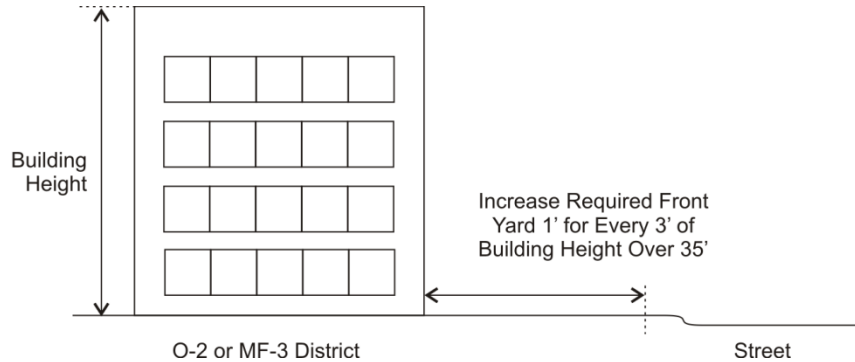 Building
Height
Increase Required Front
Yard 1’ for Every 3’ of
Building Height Over 35’
O-2 or MF-3 District
Street